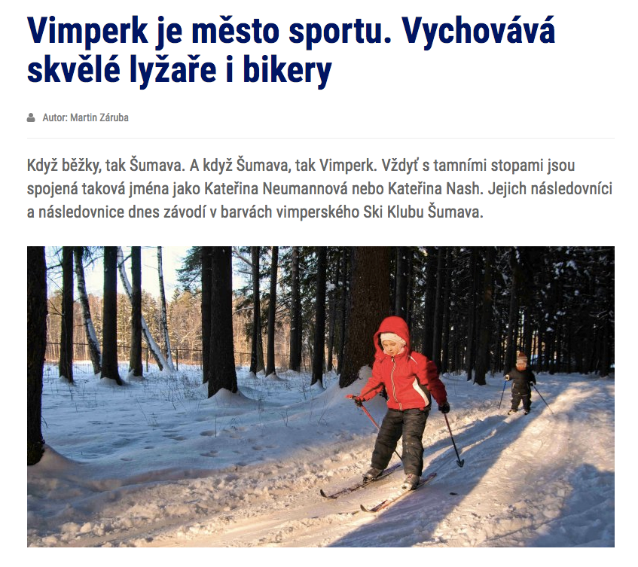 Vimperk je město sportu. Vychovává
skvělé lyžaře i bikery
Autor: Martin Záruba
Když běžky, tak Šumava. A když Šumava, tak Vimperk. Vždyť s tamními stopami jsou
spojená taková jména jako Kateřina Neumannová nebo Kateřina Nash. Jejich následovníci
a následovnice dnes závodí v barvách vimperského Ski Klubu Šumava.